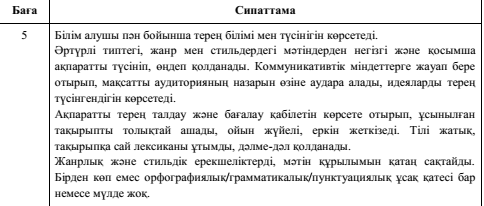 Баға Сипаттама
5 Білім алушы пән бойынша терең білімі мен түсінігін көрсетеді.
Әртүрлі типтегі, жанр мен стильдердегі мәтіндерден негізгі және қосымша
ақпаратты түсініп, өңдеп қолданады. Коммуникативтік міндеттерге жауап бере
отырып, мақсатты аудиторияның назарын өзіне аудара алады, идеяларды терең
түсінгендігін көрсетеді.
Ақпаратты терең талдау және бағалау қабілетін көрсете отырып, ұсынылған
тақырыпты толықтай ашады, ойын жүйелі, еркін жеткізеді. Тілі жатық,
тақырыпқа сай лексиканы ұтымды, дәлме-дәл қолданады.
Жанрлық және стильдік ерекшеліктерді, мәтін құрылымын қатаң сақтайды.
Бірден көп емес орфографиялық/грамматикалық/пунктуациялық ұсақ қатесі бар
немесе мүлде жоқ.